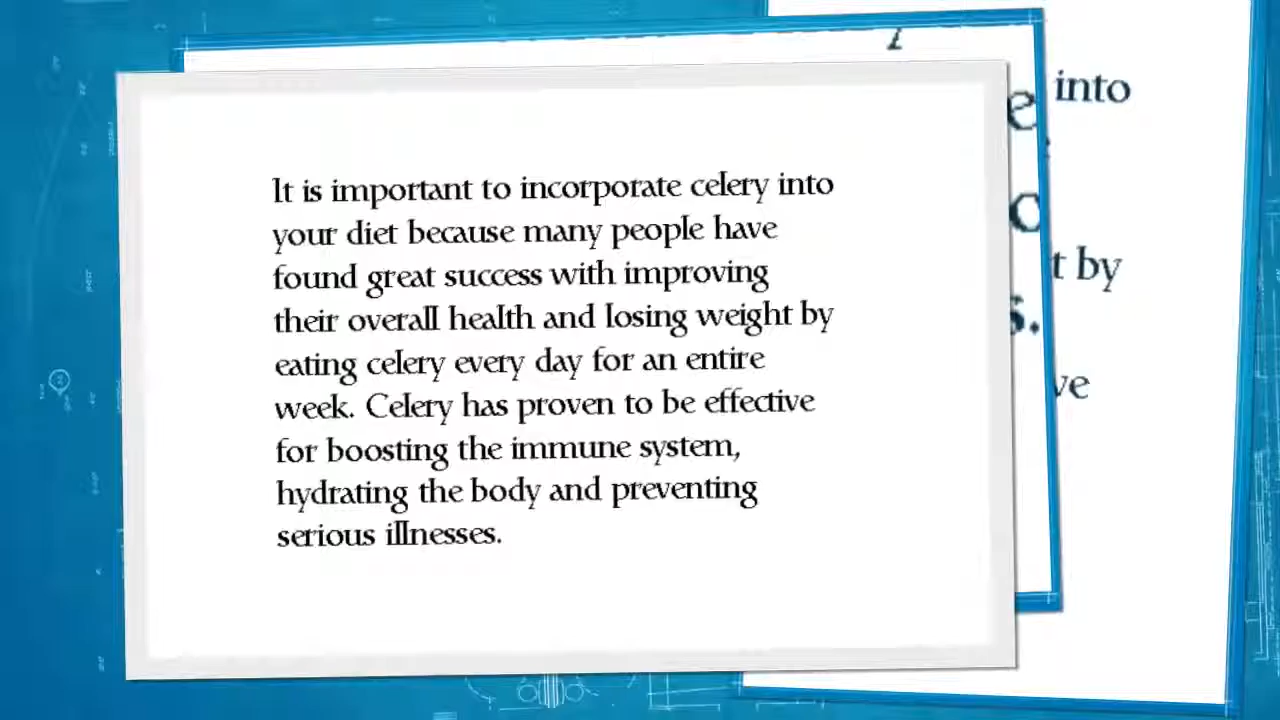 It is important to incorporate celery into
your diet because many people have
found great success with improving
their overall health and losing weight by
eating celery every day for an entire
week. Celery has proven to be effective
for boosting the immune system,
hydrating the body and preventing
serious illnesses.
into
t by
s.
ve